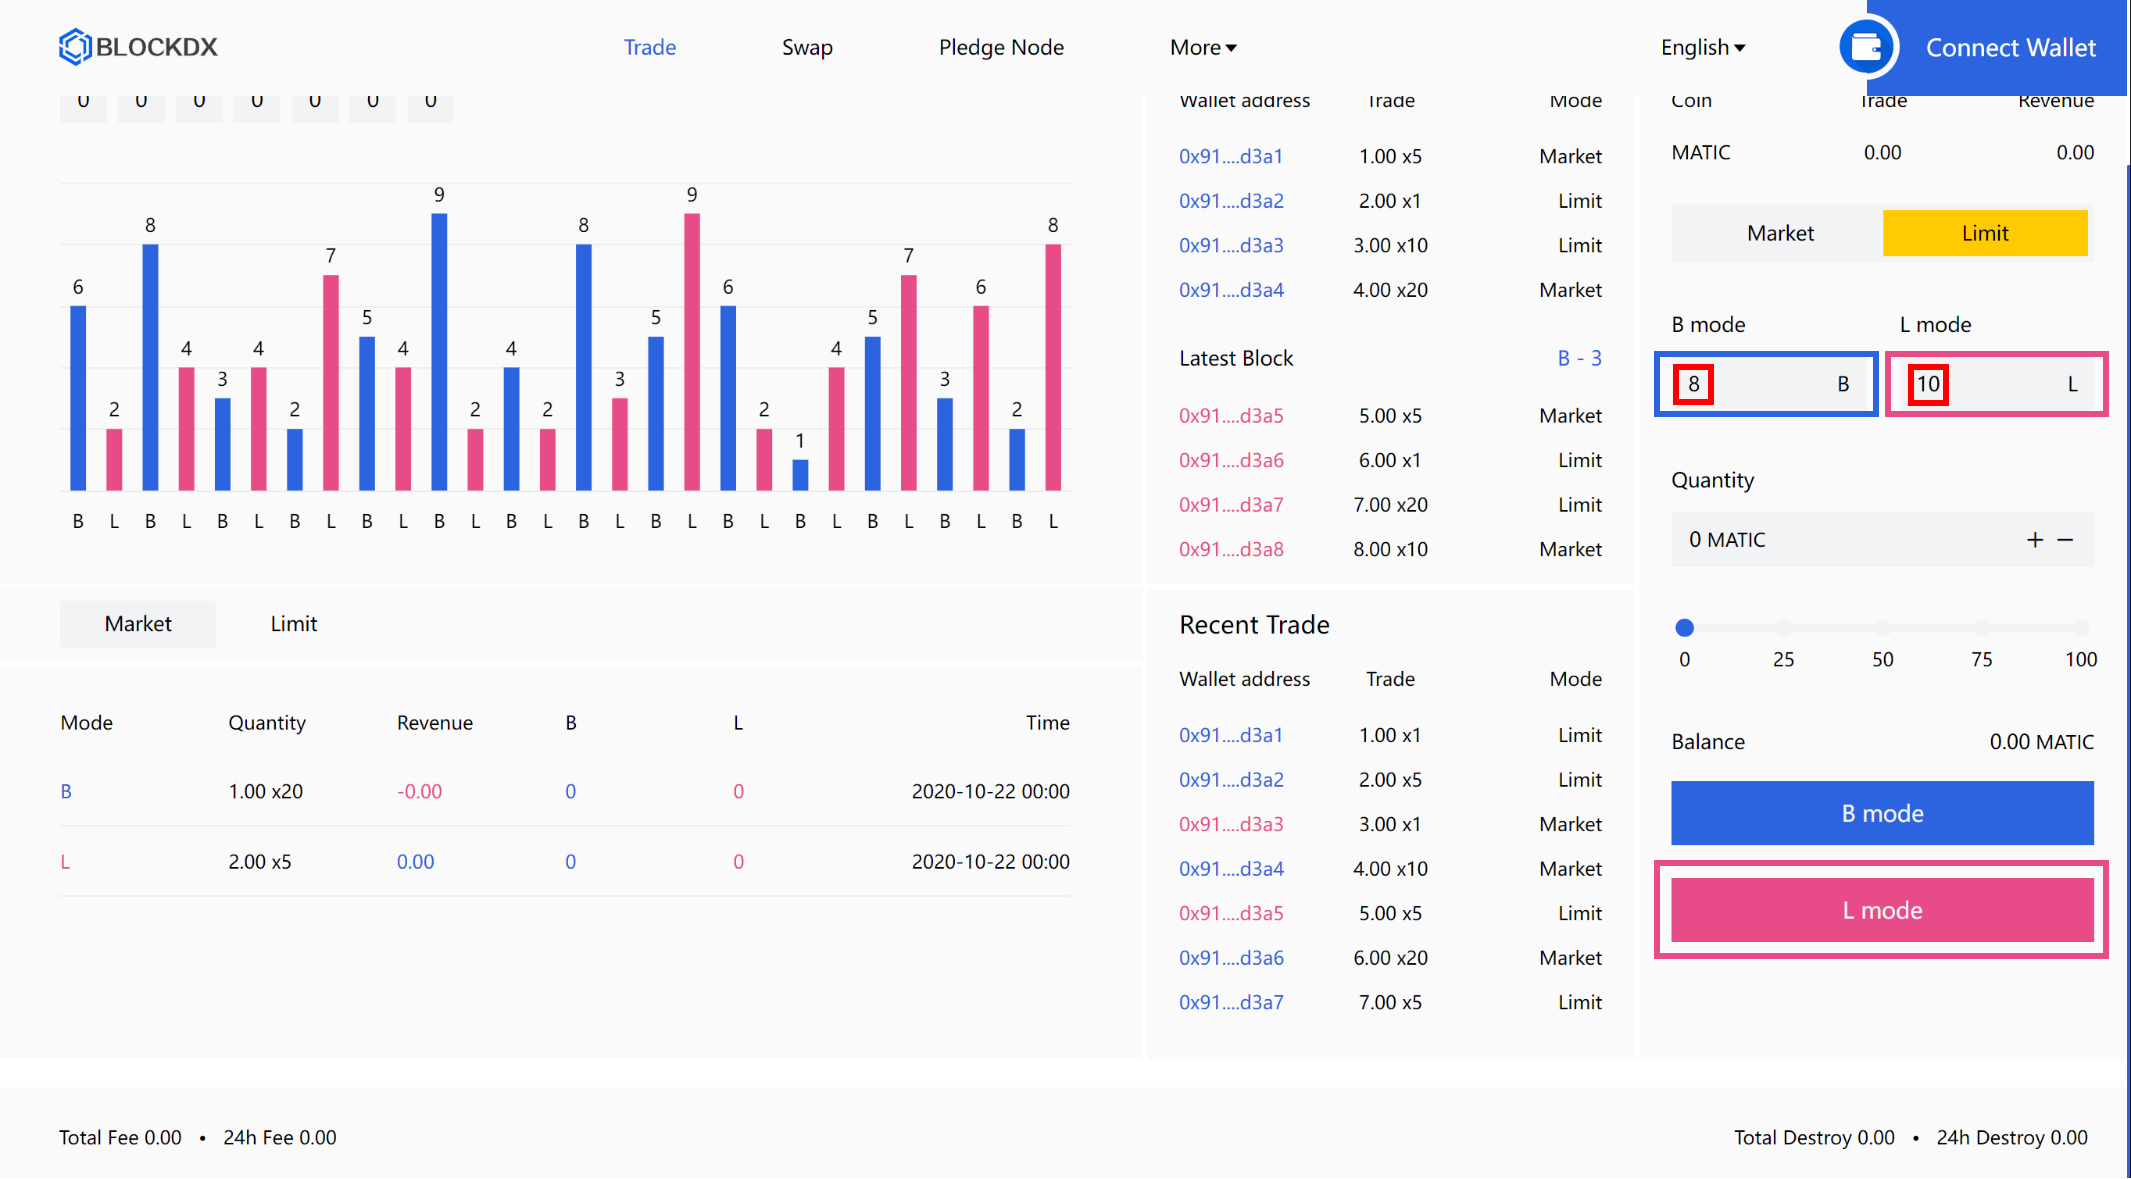 BLOCKDX Trade Swap Pledge Node More English Connect Wallet
0 0 0 0 0 0 0
6 2 8 4 3 4 2 7 5 4 9 2 4 2 8 3 5 9 6 2 1 4 5 7 3 6 2 8
B L B L B L B L B L B L B L B L B L B L B L B L B L B L
Market Limit
Mode Quantity Revenue B L Time
B 1.00 x20 -0.00 0 0 2020-10-22 00:00
L 2.00 x5 0.00 0 0 2020-10-22 00:00
Wallet address Trade Mode
0x91....d3a1 1.00 x5 Market
0x91....d3a2 2.00 x1 Limit
0x91....d3a3 3.00 x10 Limit
0x91....d3a4 4.00 x20 Market
Latest Block B - 3
0x91....d3a5 5.00 x5 Market
0x91....d3a6 6.00 x1 Limit
0x91....d3a7 7.00 x20 Limit
0x91....d3a8 8.00 x10 Market
Recent Trade
Wallet address Trade Mode
0x91....d3a1 1.00 x1 Limit
0x91....d3a2 2.00 x5 Limit
0x91....d3a3 3.00 x1 Market
0x91....d3a4 4.00 x10 Market
0x91....d3a5 5.00 x5 Limit
0x91....d3a6 6.00 x20 Market
0x91....d3a7 7.00 x5 Limit
Coin Trade Revenue
MATIC 0.00 0.00
Market Limit
B mode L mode
8 B 10 L
Quantity
0 MATIC + −
0 25 50 75 100
Balance 0.00 MATIC
B mode
L mode
Total Fee 0.00 • 24h Fee 0.00 Total Destroy 0.00 • 24h Destroy 0.00